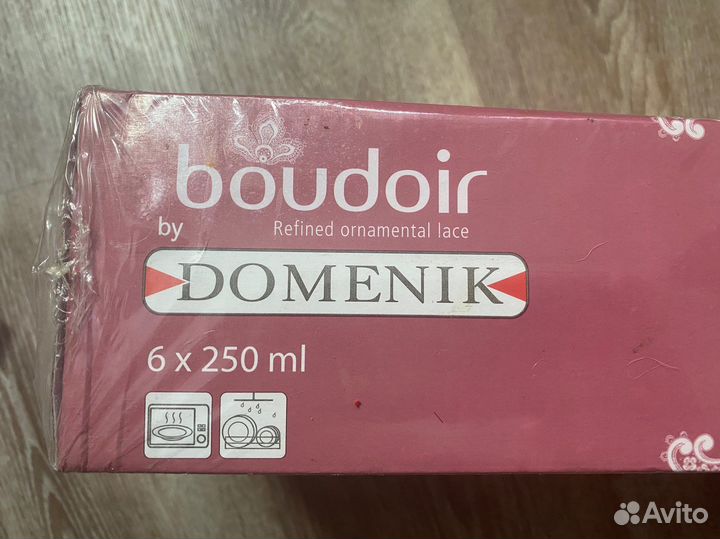 boudoir
by Refined ornamental lace
DOMENIK
6 x 250 ml
Avito